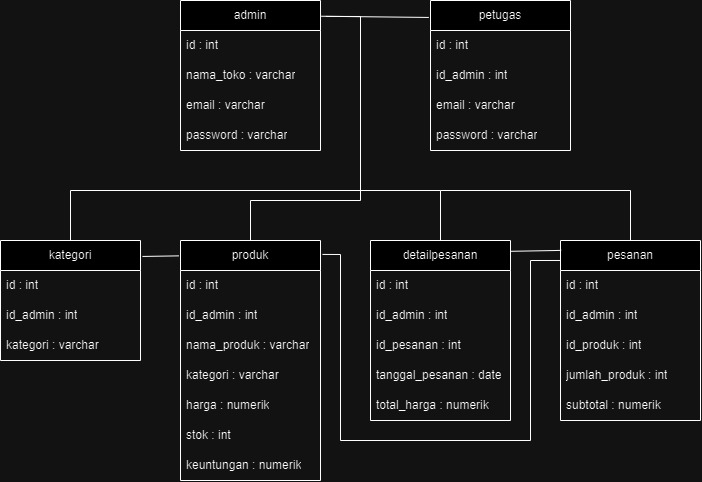 admin
id : int
nama_toko : varchar
email : varchar
password : varchar
petugas
id : int
id_admin : int
email : varchar
password : varchar
kategori
id : int
id_admin : int
kategori : varchar
produk
id : int
id_admin : int
nama_produk : varchar
kategori : varchar
harga : numerik
stok : int
keuntungan : numerik
detailpesanan
id : int
id_admin : int
id_pesanan : int
tanggal_pesanan : date
total_harga : numerik
pesanan
id : int
id_admin : int
id_produk : int
jumlah_produk : int
subtotal : numerik